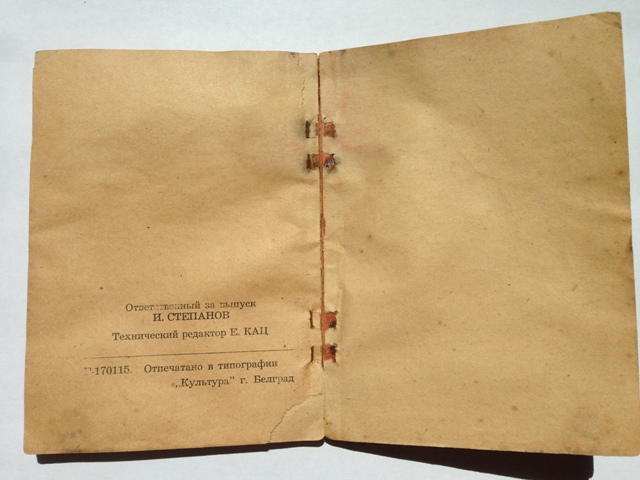 Ответственный за выпуск
И. СТЕПАНОВ
Технический редактор Е. КАЦ
-170115. Отпечатано в типографии
„Культура" г. Белград